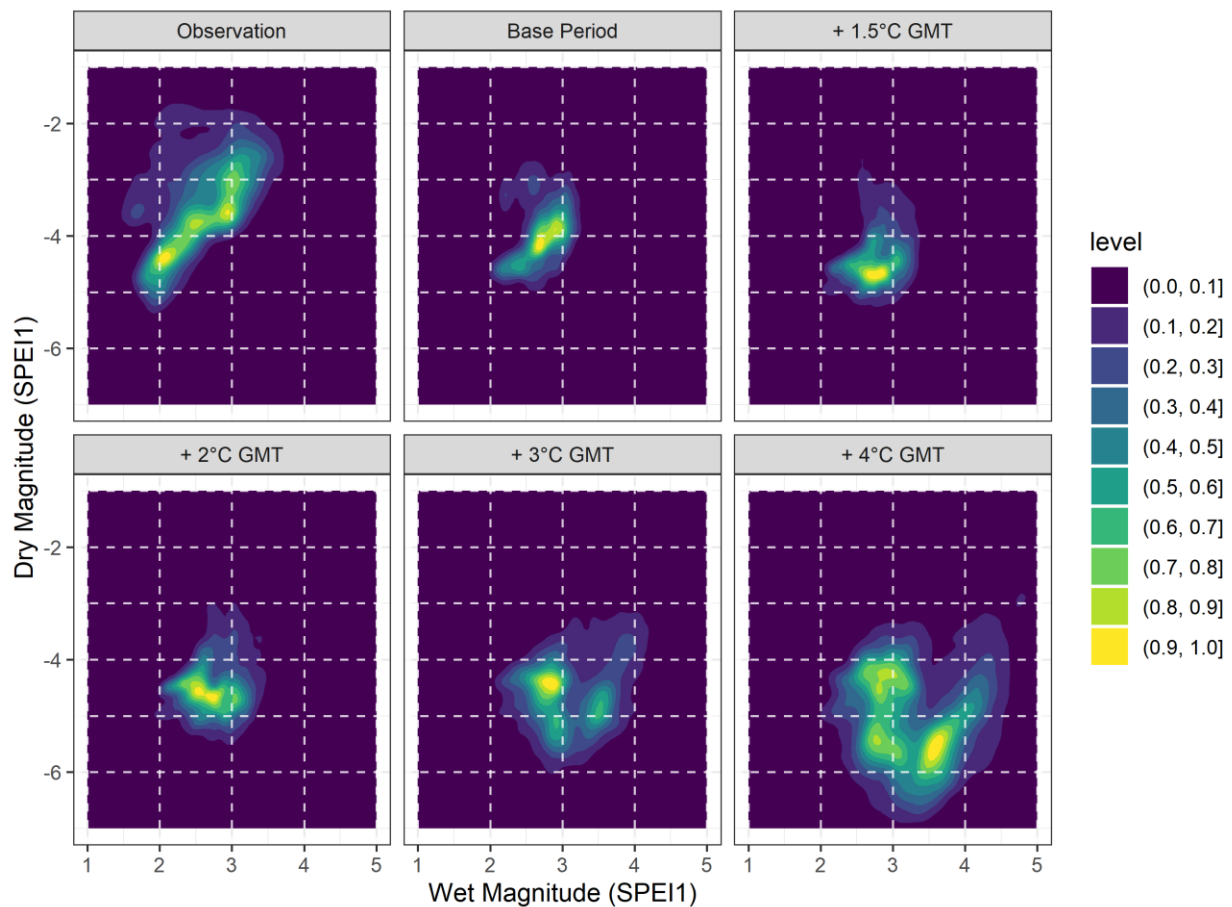 Observation
Base Period
+ 1.5°C GMT
-2
-4
-6
+ 2°C GMT
+ 3°C GMT
+ 4°C GMT
-2
-4
-6
1 2 3 4 5
1 2 3 4 5
1 2 3 4 5
Dry Magnitude (SPEI1)
Wet Magnitude (SPEI1)
level
(0.0, 0.1]
(0.1, 0.2]
(0.2, 0.3]
(0.3, 0.4]
(0.4, 0.5]
(0.5, 0.6]
(0.6, 0.7]
(0.7, 0.8]
(0.8, 0.9]
(0.9, 1.0]